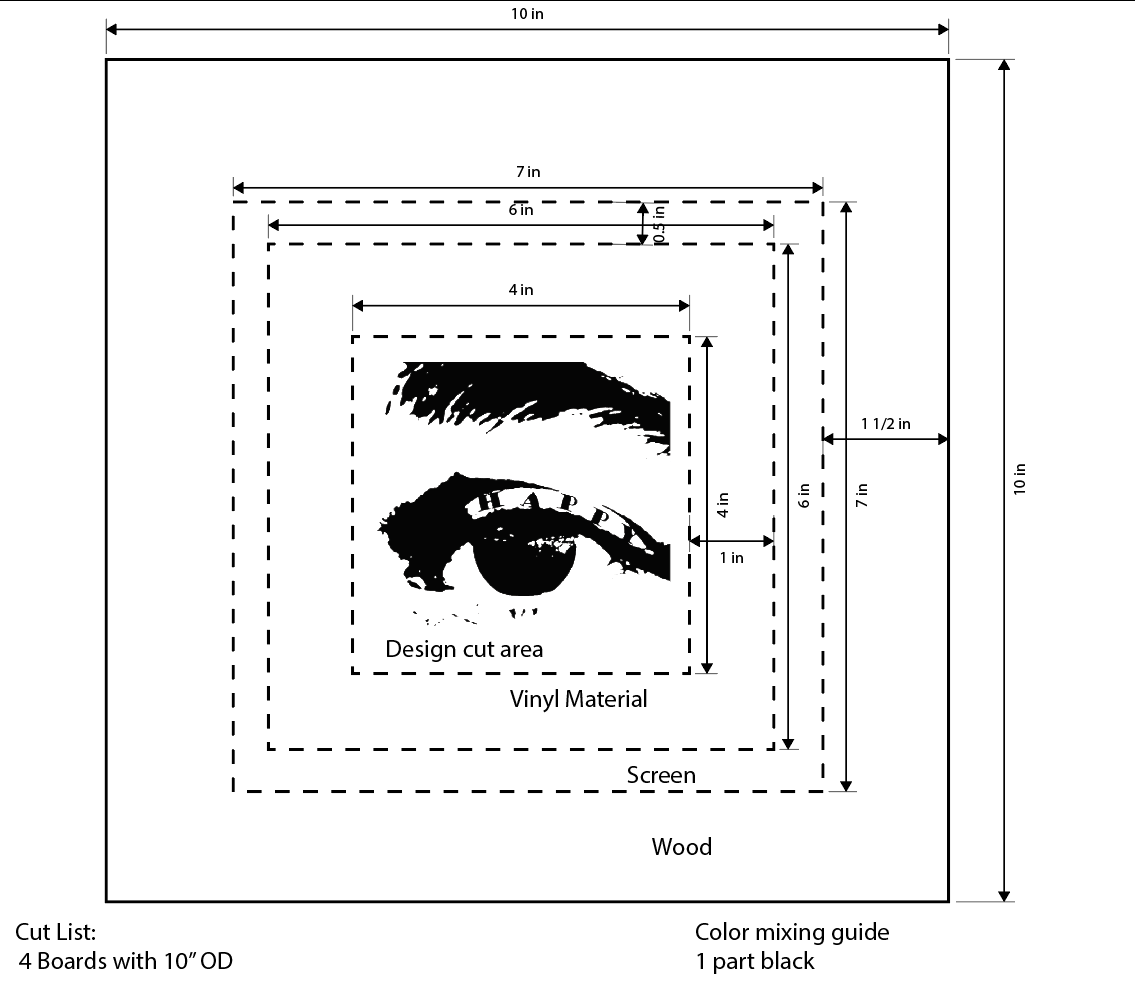 10 in
7 in
6 in
0.5 in
4 in
1 1/2 in
10 in
7 in
6 in
4 in
1 in
HAPPY
Design cut area
Vinyl Material
Screen
Wood
Cut List:
4 Boards with 10” OD
Color mixing guide
1 part black